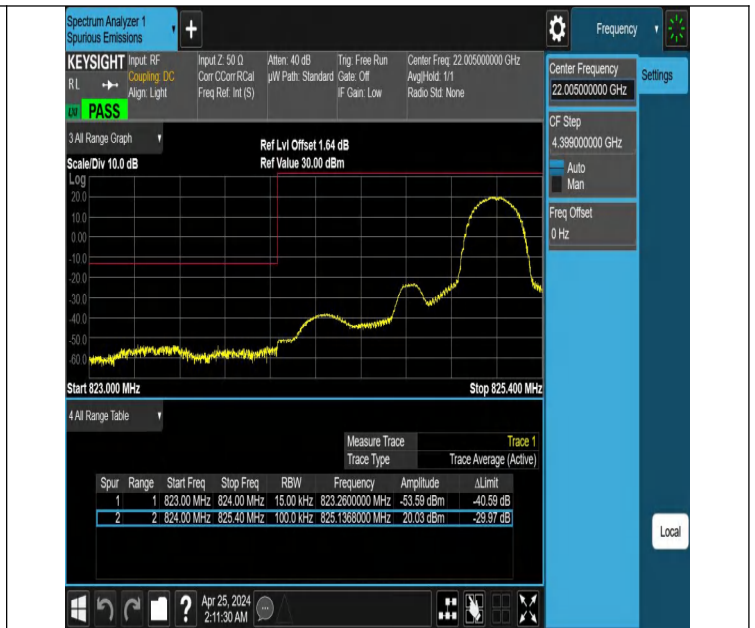 Spectrum Analyzer 1
Spurious Emissions
Frequency
KEYSIGHT
RL
PASS
Input: RF
Coupling: DC
Align: Light
Input Z: 50 Ω
Corr CCorr RCal
Freq Ref: Int (S)
Atten: 40 dB
µW Path: Standard
Trig: Free Run
Gate: Off
IF Gain: Low
Center Freq: 22.005000000 GHz
Avg|Hold: 1/1
Radio Std: None
Center Frequency
22.005000000 GHz
Settings
CF Step
4.399000000 GHz
Auto
Man
Freq Offset
0 Hz
3 All Range Graph
Scale/Div 10.0 dB
Ref Lvl Offset 1.64 dB
Ref Value 30.00 dBm
Log
20.0
10.0
0.00
-10.0
-20.0
-30.0
-40.0
-50.0
-60.0
Start 823.000 MHz
Stop 825.400 MHz
4 All Range Table
Measure Trace Trace 1
Trace Type Trace Average (Active)
Spur Range Start Freq Stop Freq RBW Frequency Amplitude ΔLimit
1 1 823.00 MHz 824.00 MHz 15.00 kHz 823.2600000 MHz -53.59 dBm -40.59 dB
2 2 824.00 MHz 825.40 MHz 100.0 kHz 825.1368000 MHz 20.03 dBm -29.97 dB
Local
?
Apr 25, 2024
2:11:30 AM